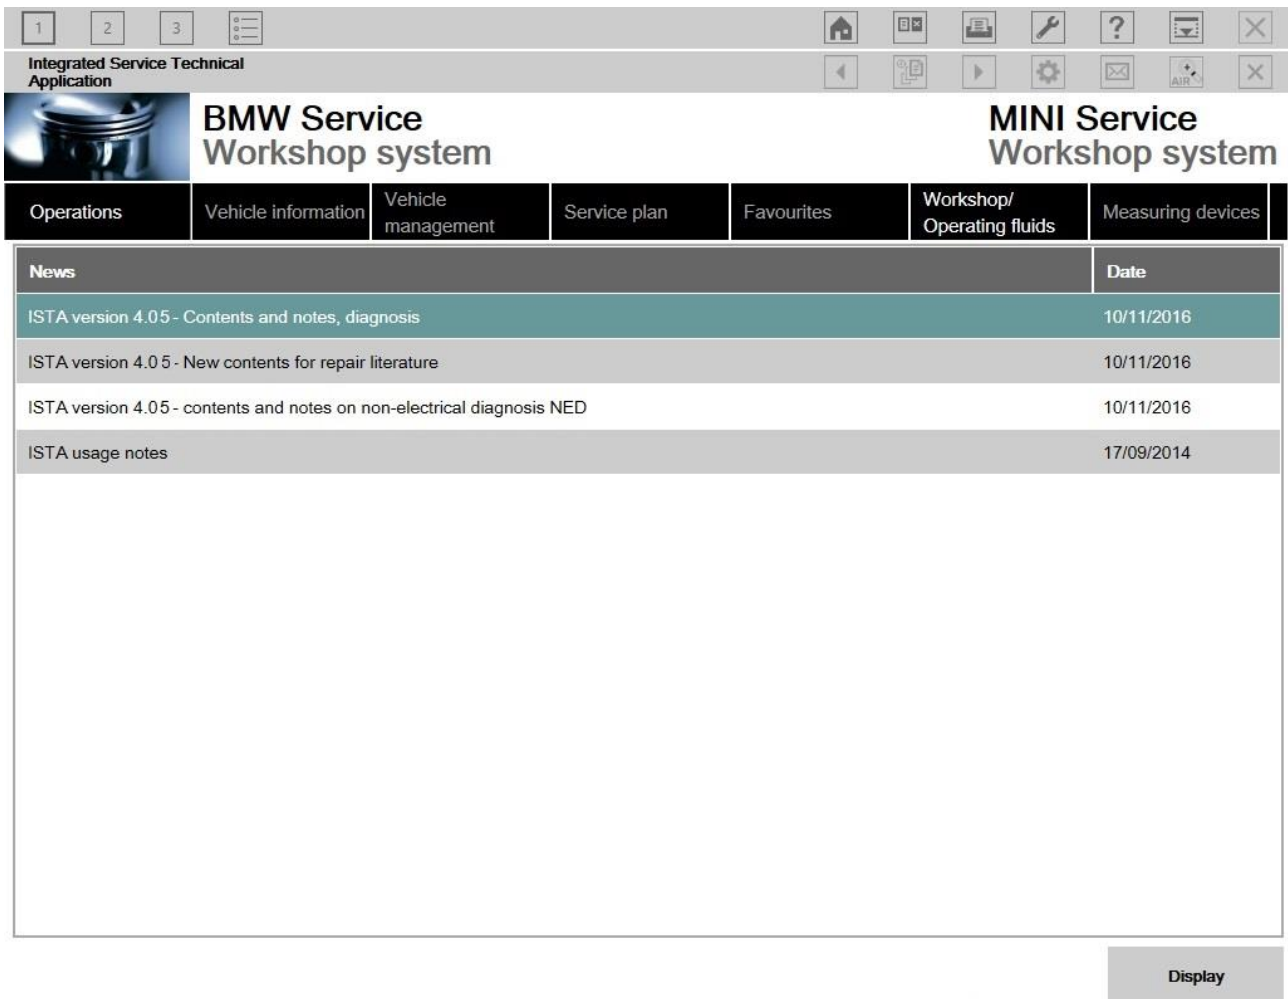 1 2 3
?
Integrated Service Technical
Application
AIR
BMW Service
Workshop system
MINI Service
Workshop system
Operations
Vehicle information
Vehicle
management
Service plan
Favourites
Workshop/
Operating fluids
Measuring devices
News Date
ISTA version 4.05 - Contents and notes, diagnosis 10/11/2016
ISTA version 4.05 - New contents for repair literature 10/11/2016
ISTA version 4.05 - contents and notes on non-electrical diagnosis NED 10/11/2016
ISTA usage notes 17/09/2014
Display